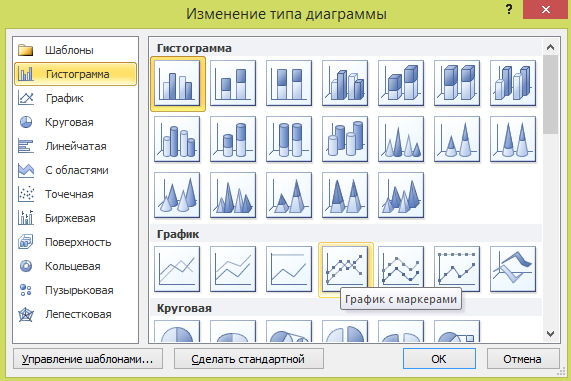 Изменение типа диаграммы
?
Шаблоны
Гистограмма
График
Круговая
Линейчатая
С областями
Точечная
Биржевая
Поверхность
Кольцевая
Пузырьковая
Лепестковая
Гистограмма
График
График с маркерами
Круговая
Управление шаблонами...
Сделать стандартной
ОК
Отмена